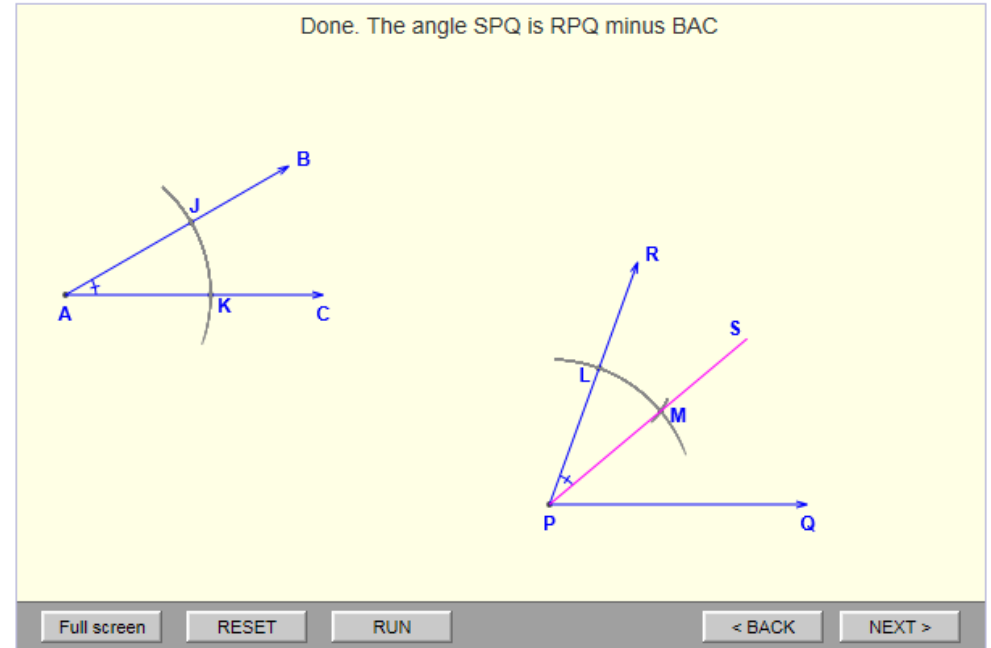 Done. The angle SPQ is RPQ minus BAC
B
J
A
K
C
R
S
L
M
P
Q
Full screen
RESET
RUN
< BACK
NEXT >